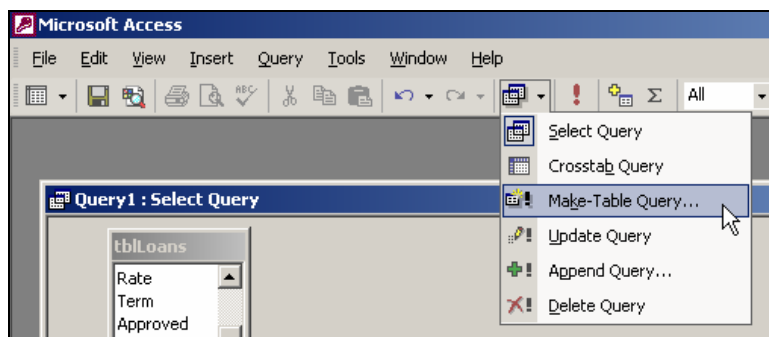 Microsoft Access
File Edit View Insert Query Tools Window Help
ABC All
Select Query
Crosstab Query
Make-Table Query...
Update Query
Append Query...
Delete Query
Query1 : Select Query
tblLoans
Rate
Term
Approved